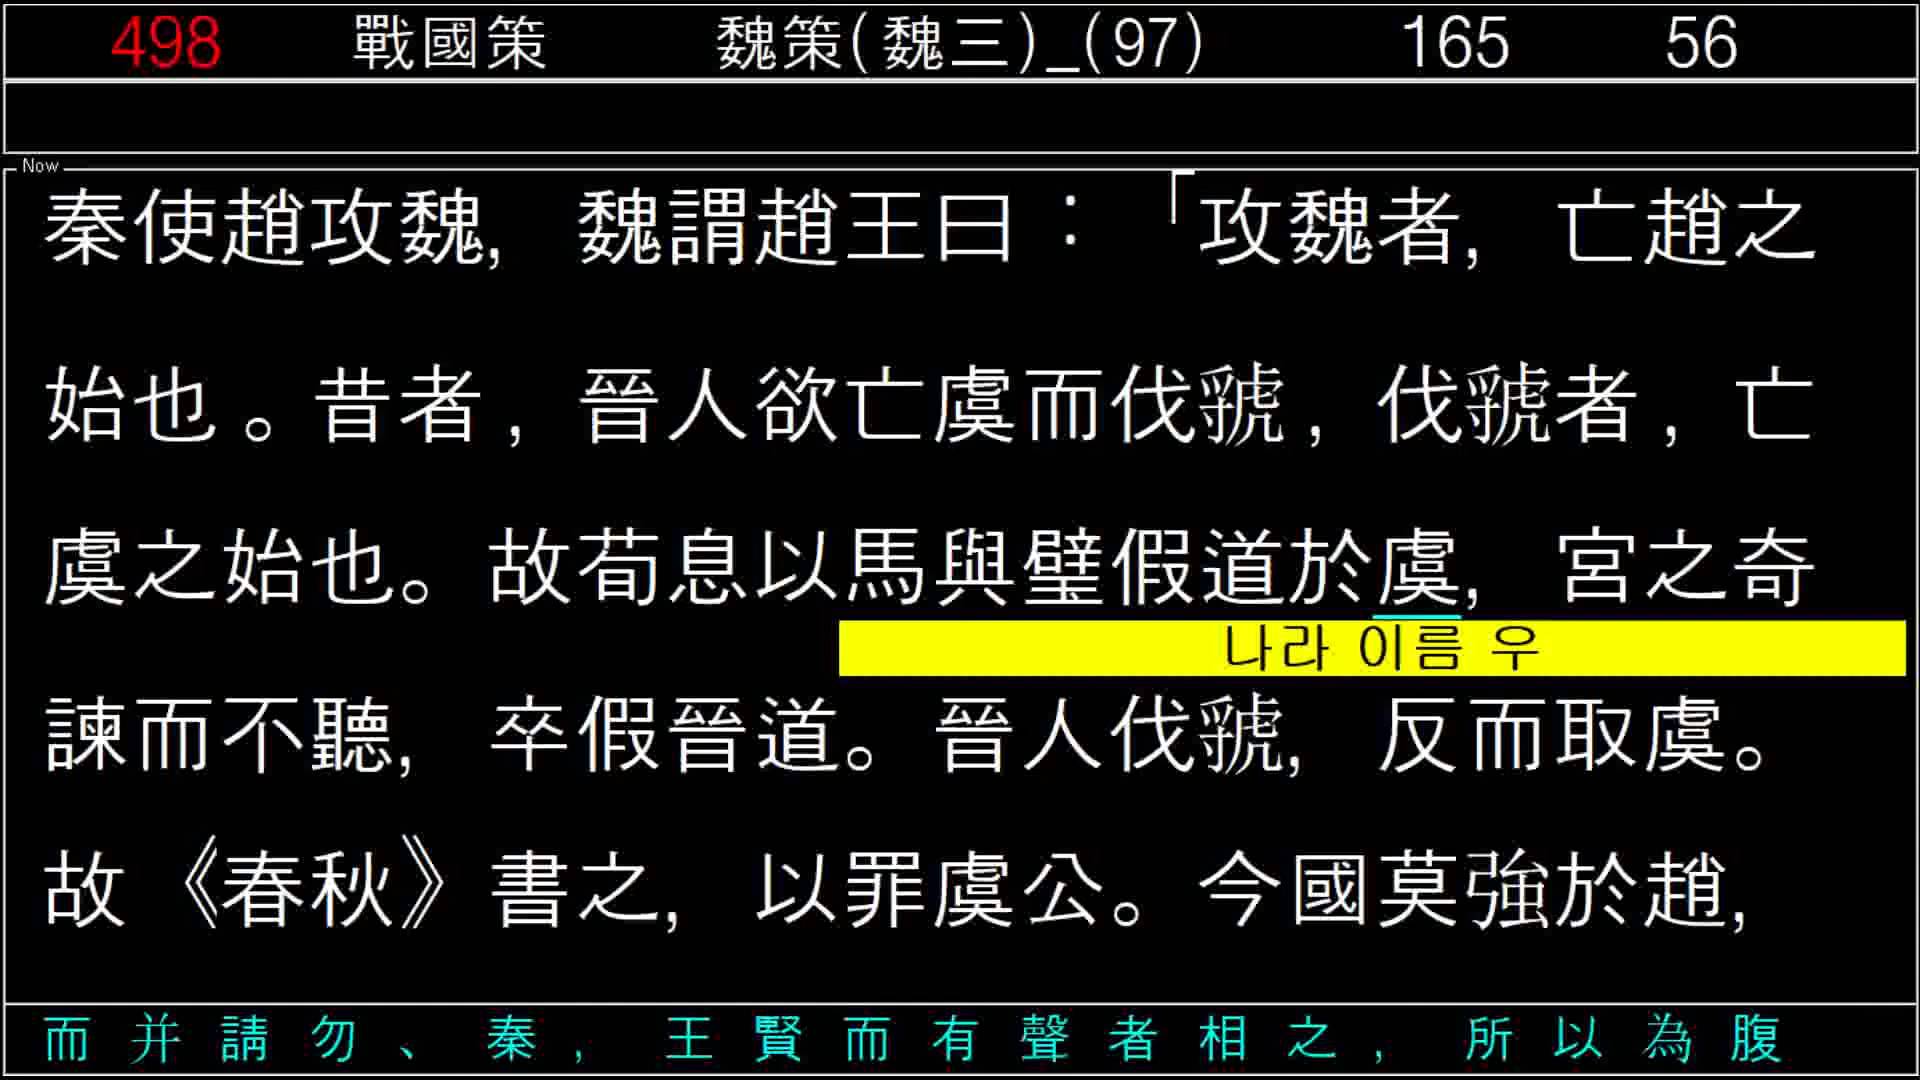 498 戰國策 魏策(魏三)_(97) 165 56
Now
秦使趙攻魏, 魏謂趙王曰：「攻魏者, 亡趙之
始也。昔者, 晉人欲亡虞而伐虢, 伐虢者, 亡
虞之始也。故荀息以馬與璧假道於虞, 宮之奇
나라 이름 우
諫而不聽, 卒假晉道。晉人伐虢, 反而取虞。
故《春秋》書之, 以罪虞公。今國莫強於趙,
而并請勿、秦, 王賢而有聲者相之, 所以為腹